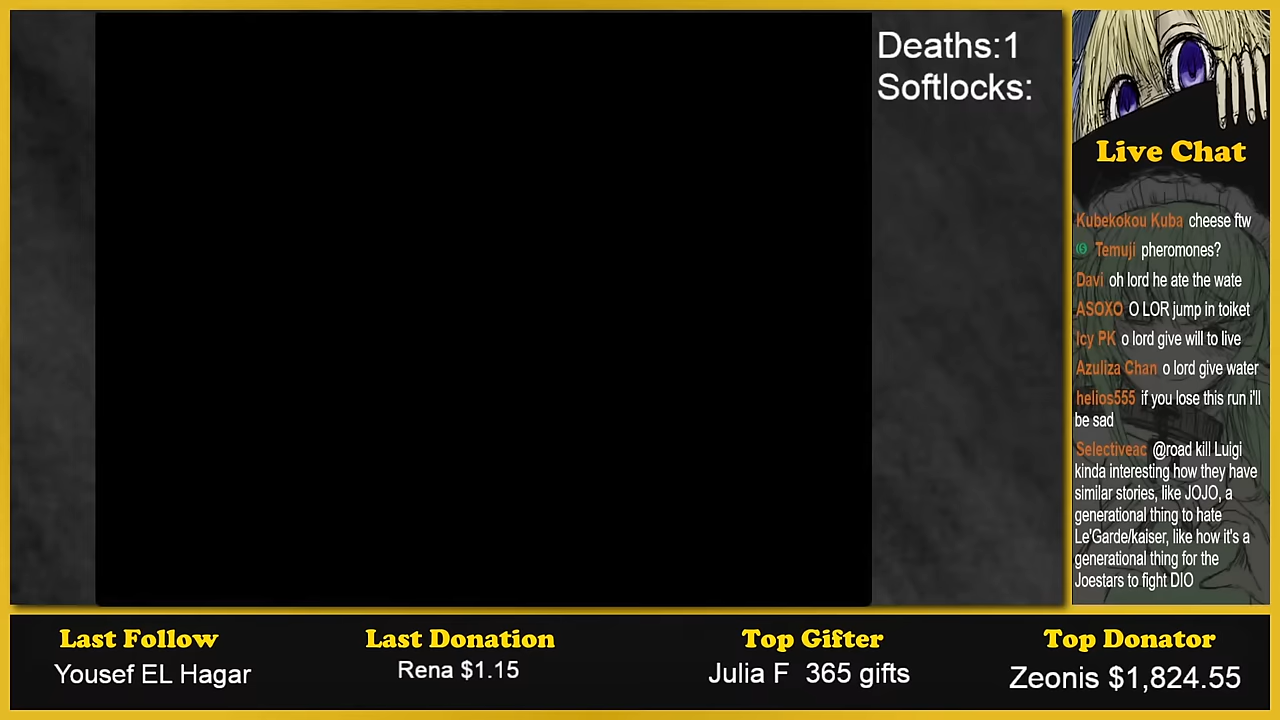 Deaths:1
Softlocks:
Live Chat
Kubekokou Kuba cheese ftw
Temuji pheromones?
Davi oh lord he ate the wate
ASOXO O LOR jump in toiket
Icy PK o lord give will to live
Azuliza Chan o lord give water
helios555 if you lose this run i'll
be sad
Selectiveac @road kill Luigi
kinda interesting how they have
similar stories, like JOJO, a
generational thing to hate
Le'Garde/kaiser, like how it's a
generational thing for the
Joestars to fight DIO
Last Follow
Yousef EL Hagar
Last Donation
Rena $1.15
Top Gifter
Julia F 365 gifts
Top Donator
Zeonis $1,824.55